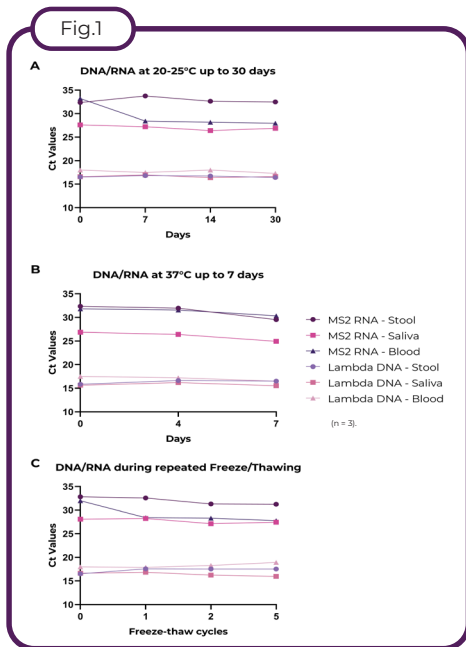 Fig.1
A
DNA/RNA at 20-25°C up to 30 days
35
30
25
20
15
10
Ct Values
0 7 14 30
Days
B
DNA/RNA at 37°C up to 7 days
35
30
25
20
15
10
Ct Values
0 4 7
Days
MS2 RNA - Stool
MS2 RNA - Saliva
MS2 RNA - Blood
Lambda DNA - Stool
Lambda DNA - Saliva
Lambda DNA - Blood
(n = 3).
C
DNA/RNA during repeated Freeze/Thawing
35
30
25
20
15
10
Ct Values
0 1 2 5
Freeze-thaw cycles